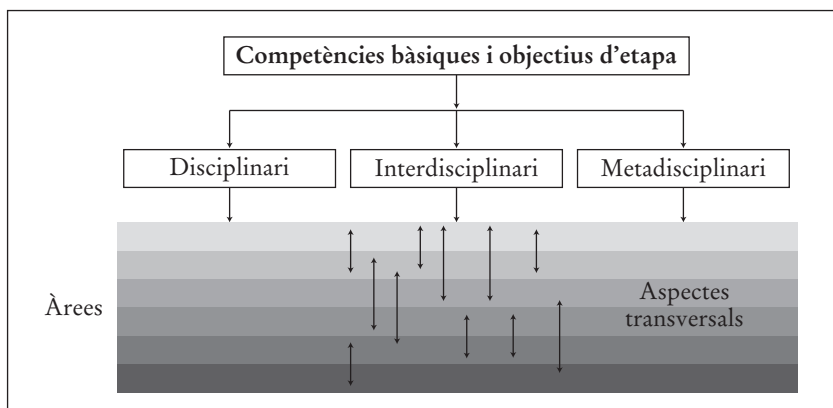 Competències bàsiques i objectius d'etapa
Disciplinari
Interdisciplinari
Metadisciplinari
Àrees
Aspectes
transversals